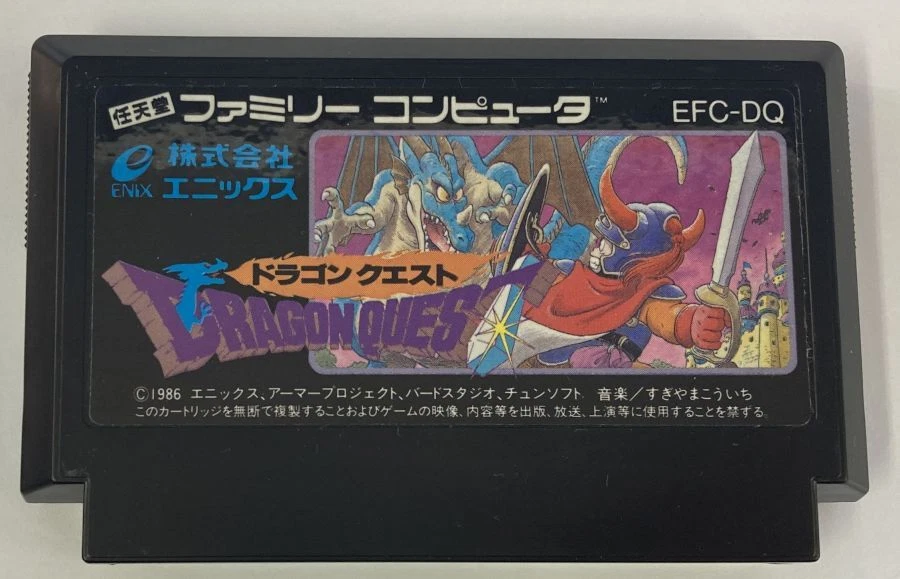 任天堂 ファミリー コンピュータ™ EFC-DQ
株式会社
ENIX エニックス
ドラゴン クエスト
DRAGON QUEST
©1986 エニックス、アーマープロジェクト、バードスタジオ、チュンソフト 音楽/すぎやまこういち
このカートリッジを無断で複製することおよびゲームの映像、内容等を出版、放送、上演等に使用することを禁ずる。